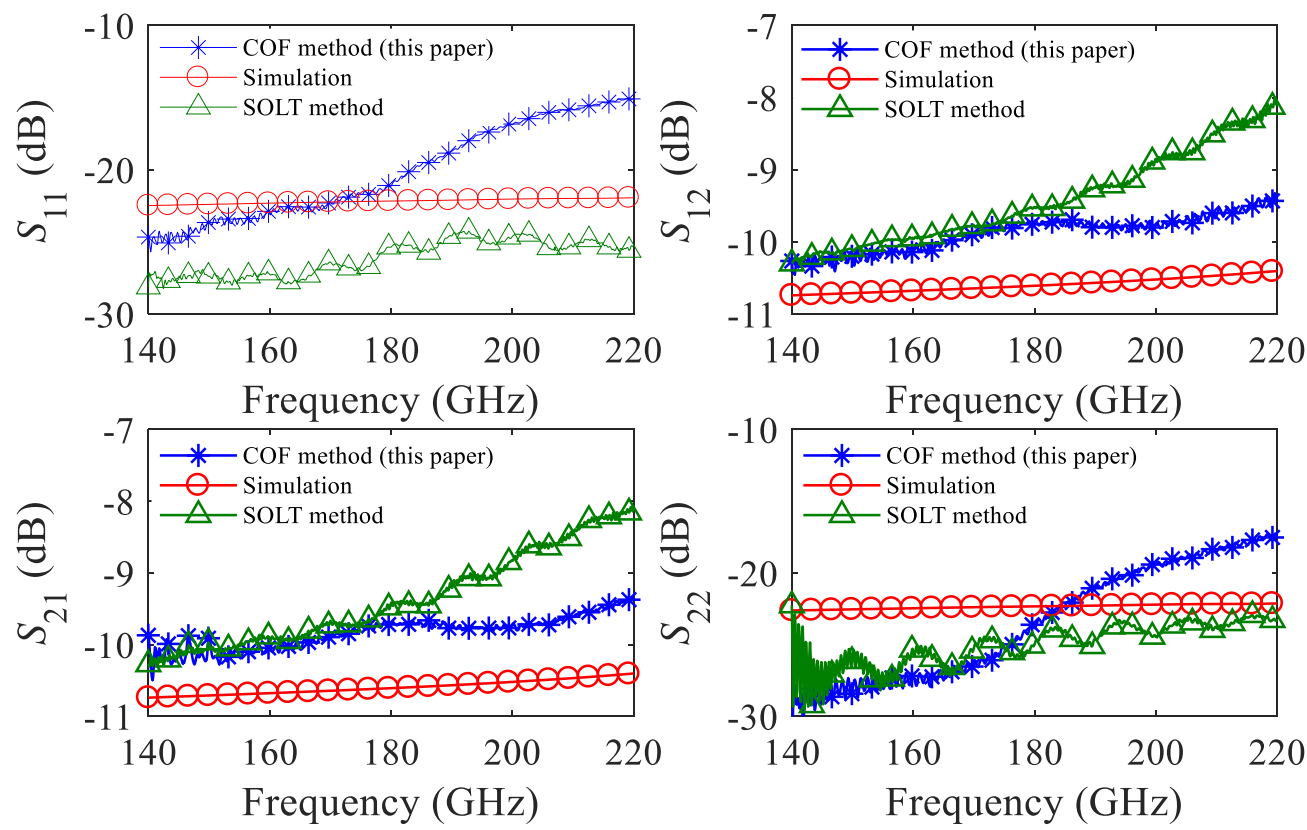 -10
-20
-30
S11 (dB)
COF method (this paper)
Simulation
SOLT method
140 160 180 200 220
Frequency (GHz)
-7
-8
-9
-10
-11
S12 (dB)
COF method (this paper)
Simulation
SOLT method
140 160 180 200 220
Frequency (GHz)
-7
-8
-9
-10
-11
S21 (dB)
COF method (this paper)
Simulation
SOLT method
140 160 180 200 220
Frequency (GHz)
-10
-20
-30
S22 (dB)
COF method (this paper)
Simulation
SOLT method
140 160 180 200 220
Frequency (GHz)